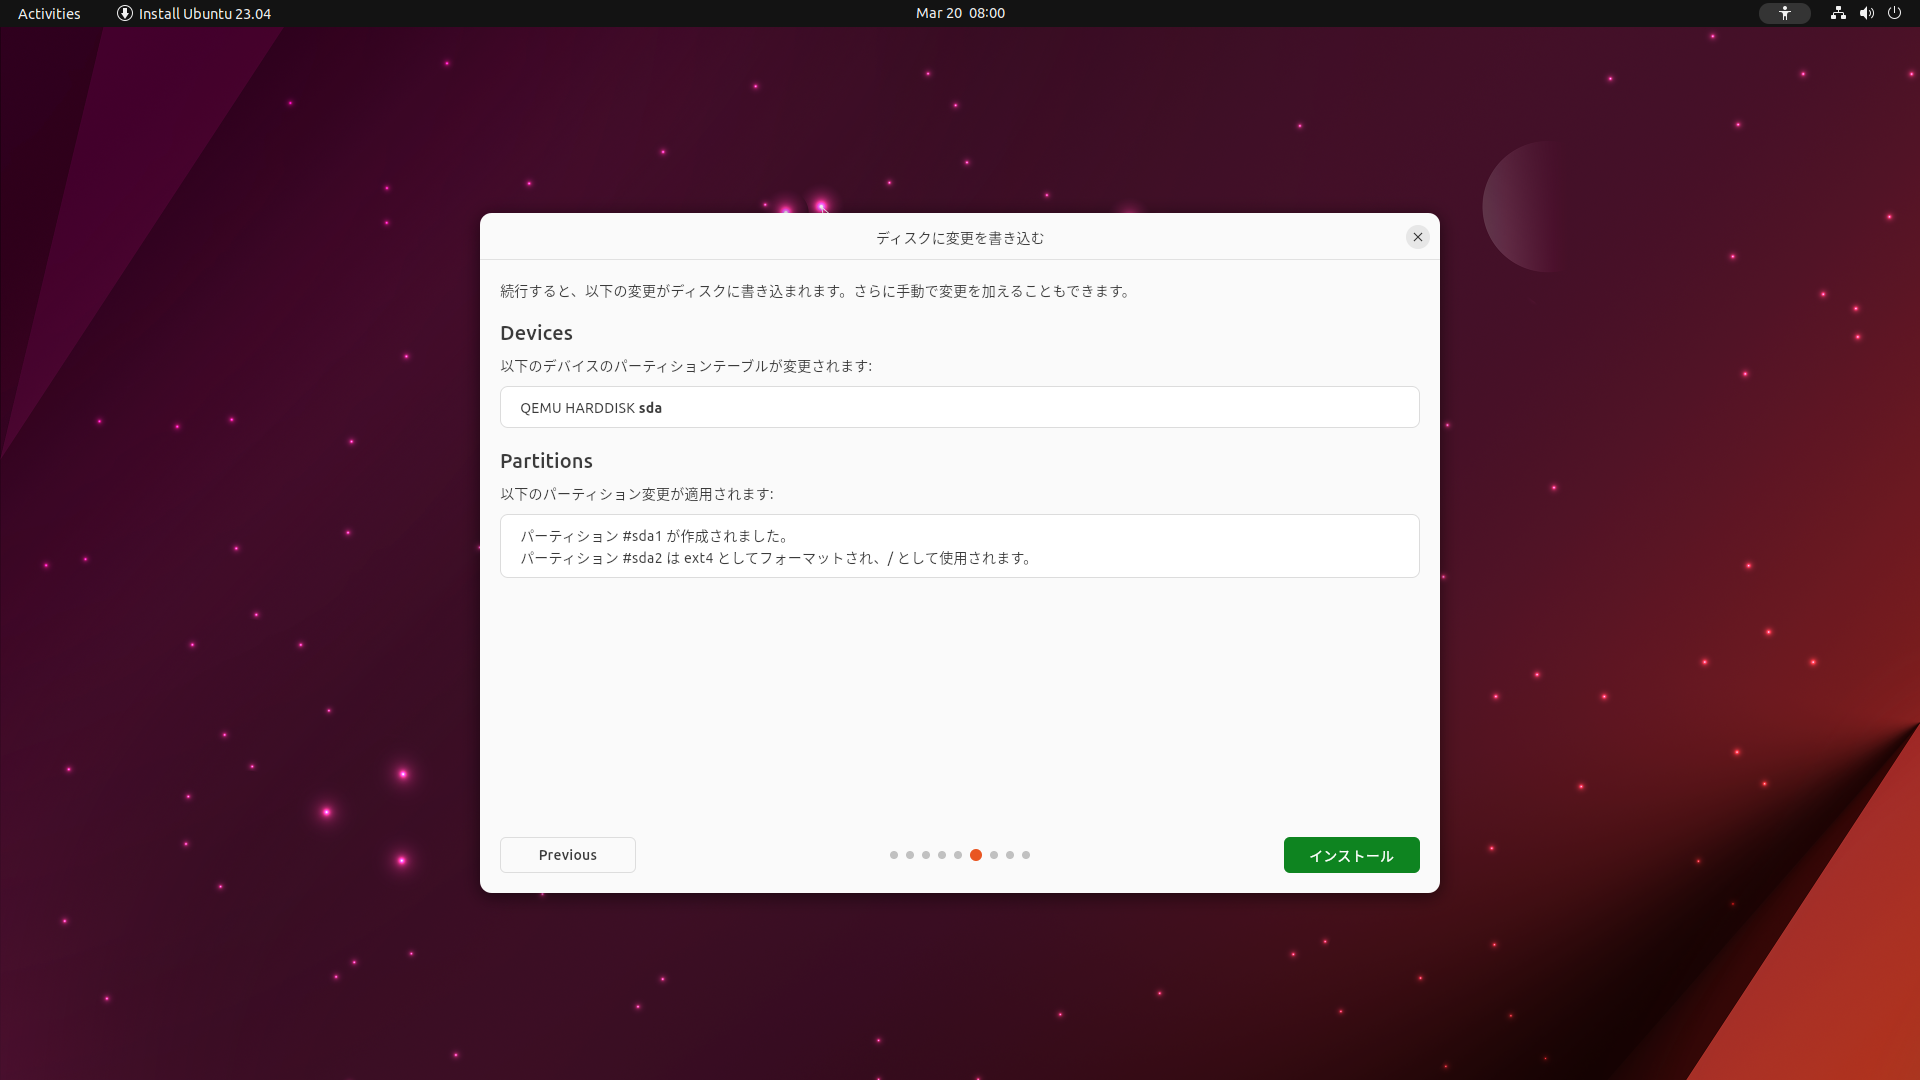 Activities
Install Ubuntu 23.04
Mar 20 08:00
ディスクに変更を書き込む
続行すると、以下の変更がディスクに書き込まれます。さらに手動で変更を加えることもできます。
Devices
以下のデバイスのパーティションテーブルが変更されます:
QEMU HARDDISK sda
Partitions
以下のパーティション変更が適用されます:
パーティション #sda1 が作成されました。
パーティション #sda2 は ext4 としてフォーマットされ、/ として使用されます。
Previous
インストール